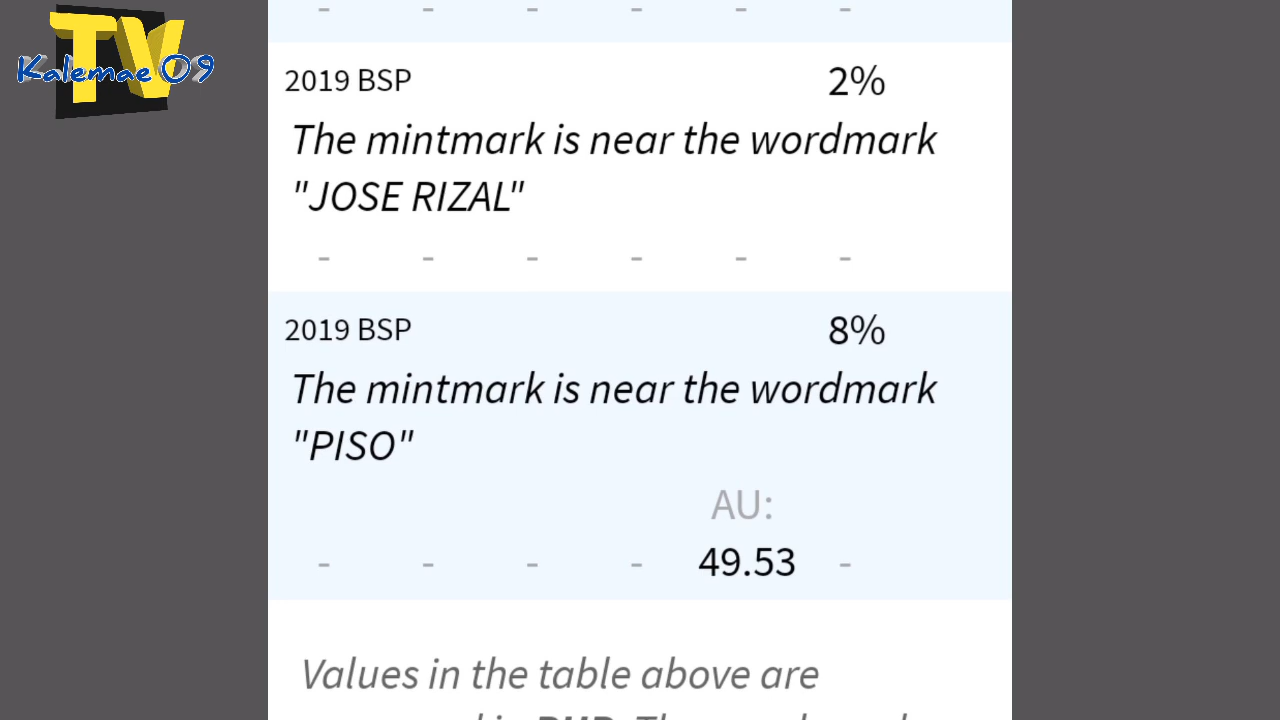 TV
Kalemae 09
- - - - - -
2019 BSP 2%
The mintmark is near the wordmark
"JOSE RIZAL"
- - - - - -
2019 BSP 8%
The mintmark is near the wordmark
"PISO"
AU:
- - - - 49.53 -
Values in the table above are